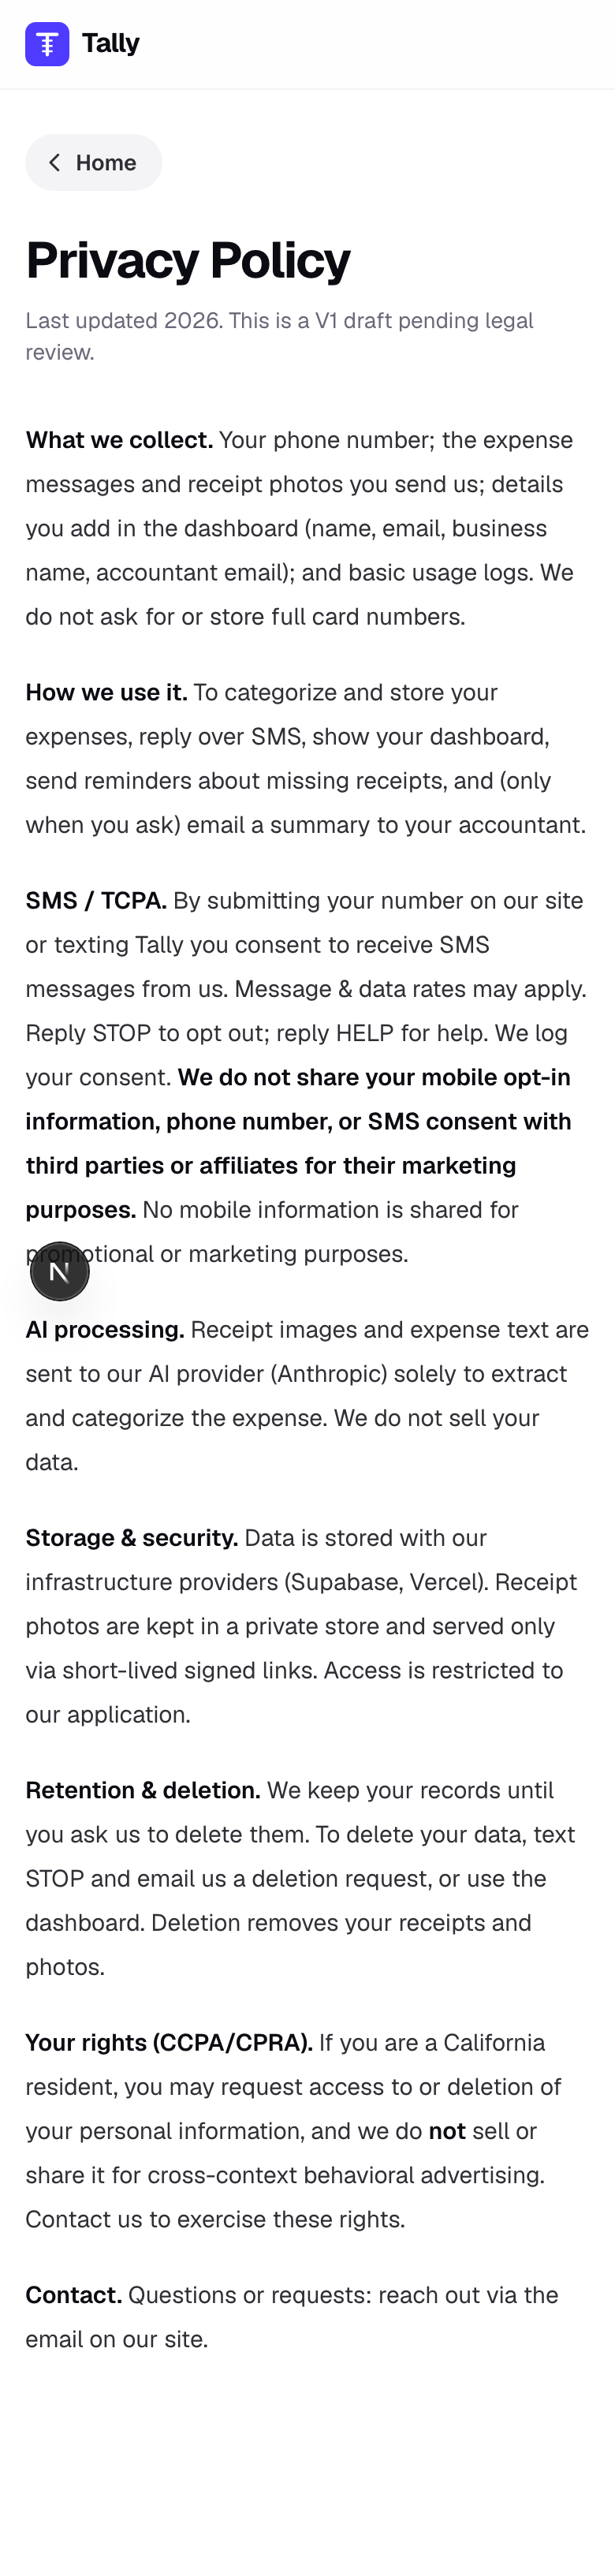 Tally
Home
Privacy Policy
Last updated 2026. This is a V1 draft pending legal
review.
What we collect. Your phone number; the expense
messages and receipt photos you send us; details
you add in the dashboard (name, email, business
name, accountant email); and basic usage logs. We
do not ask for or store full card numbers.
How we use it. To categorize and store your
expenses, reply over SMS, show your dashboard,
send reminders about missing receipts, and (only
when you ask) email a summary to your accountant.
SMS / TCPA. By submitting your number on our site
or texting Tally you consent to receive SMS
messages from us. Message & data rates may apply.
Reply STOP to opt out; reply HELP for help. We log
your consent. We do not share your mobile opt-in
information, phone number, or SMS consent with
third parties or affiliates for their marketing
purposes. No mobile information is shared for
promotional or marketing purposes.
N
AI processing. Receipt images and expense text are
sent to our AI provider (Anthropic) solely to extract
and categorize the expense. We do not sell your
data.
Storage & security. Data is stored with our
infrastructure providers (Supabase, Vercel). Receipt
photos are kept in a private store and served only
via short-lived signed links. Access is restricted to
our application.
Retention & deletion. We keep your records until
you ask us to delete them. To delete your data, text
STOP and email us a deletion request, or use the
dashboard. Deletion removes your receipts and
photos.
Your rights (CCPA/CPRA). If you are a California
resident, you may request access to or deletion of
your personal information, and we do not sell or
share it for cross-context behavioral advertising.
Contact us to exercise these rights.
Contact. Questions or requests: reach out via the
email on our site.